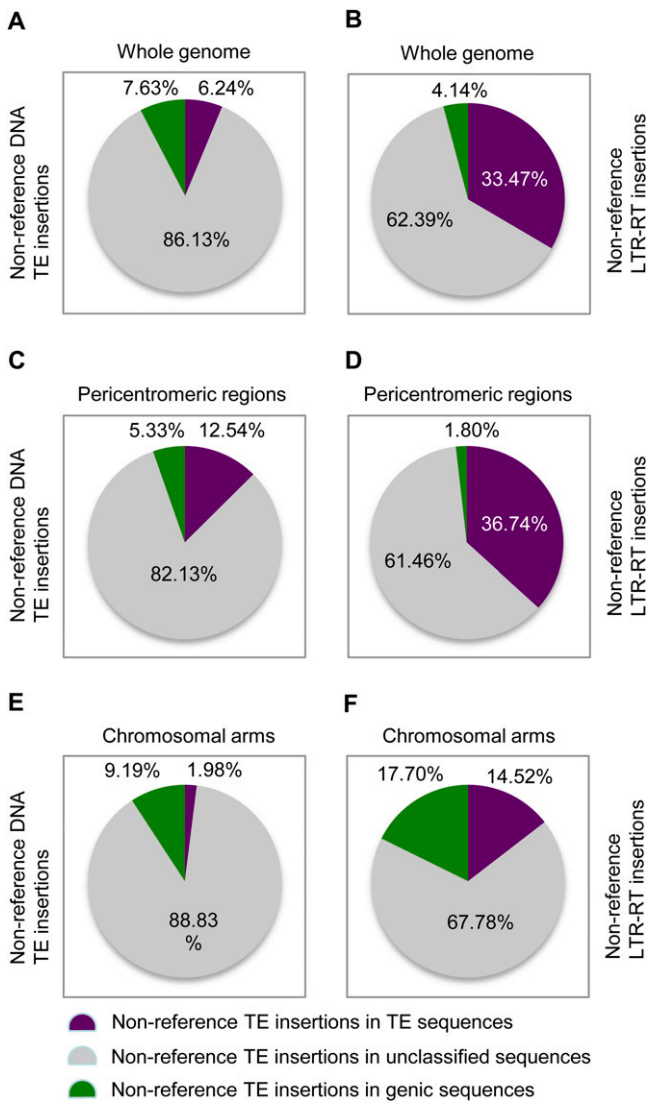 A
Whole genome
7.63%
6.24%
86.13%
Non-reference DNA
TE insertions
B
Whole genome
4.14%
33.47%
62.39%
Non-reference
LTR-RT insertions
C
Pericentromeric regions
5.33%
12.54%
82.13%
Non-reference DNA
TE insertions
D
Pericentromeric regions
1.80%
36.74%
61.46%
Non-reference
LTR-RT insertions
E
Chromosomal arms
9.19%
1.98%
88.83
%
Non-reference DNA
TE insertions
F
Chromosomal arms
17.70%
14.52%
67.78%
Non-reference
LTR-RT insertions
Non-reference TE insertions in TE sequences
Non-reference TE insertions in unclassified sequences
Non-reference TE insertions in genic sequences